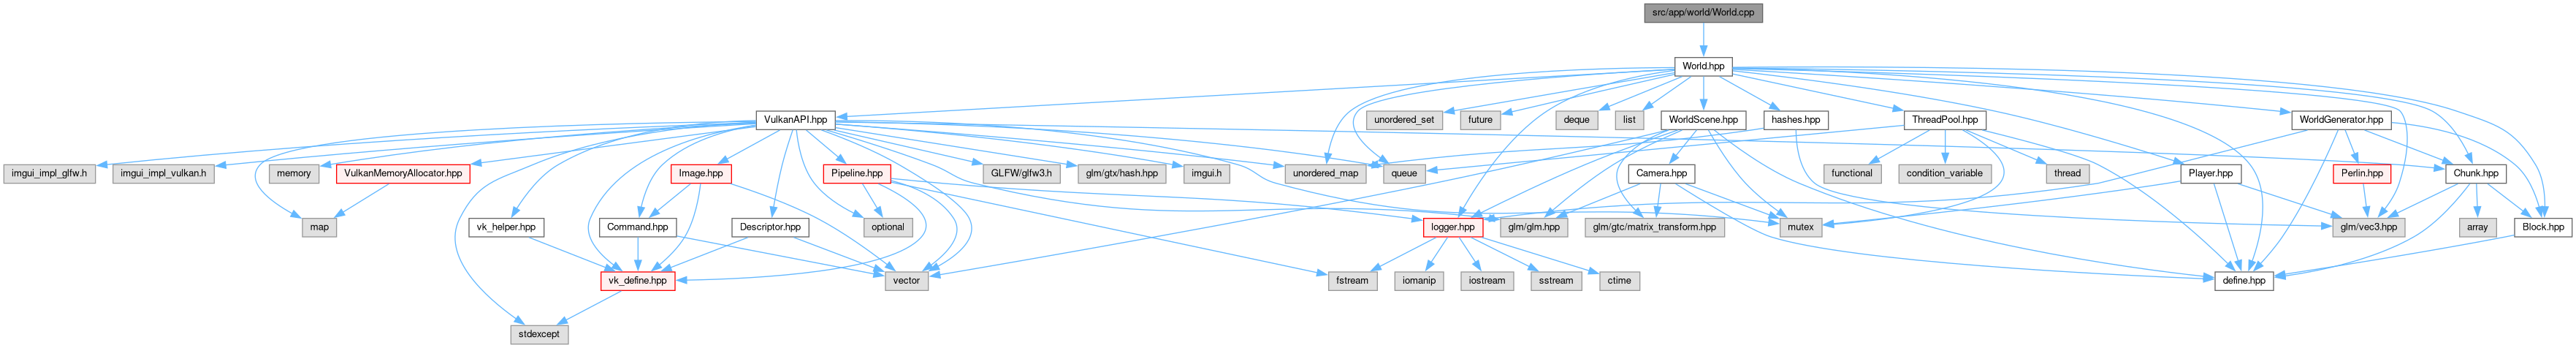 src/app/world/World.cpp
World.hpp
VulkanAPI.hpp
unordered_set
future
deque
list
WorldScene.hpp
hashes.hpp
ThreadPool.hpp
WorldGenerator.hpp
imgui_impl_glfw.h
imgui_impl_vulkan.h
memory
VulkanMemoryAllocator.hpp
Image.hpp
Pipeline.hpp
GLFW/glfw3.h
glm/gtx/hash.hpp
imgui.h
unordered_map
queue
Camera.hpp
functional
condition_variable
thread
Player.hpp
Perlin.hpp
Chunk.hpp
map
vk_helper.hpp
Command.hpp
Descriptor.hpp
optional
logger.hpp
glm/glm.hpp
glm/gtc/matrix_transform.hpp
mutex
glm/vec3.hpp
array
Block.hpp
vk_define.hpp
vector
fstream
iomanip
iostream
sstream
ctime
define.hpp
stdexcept